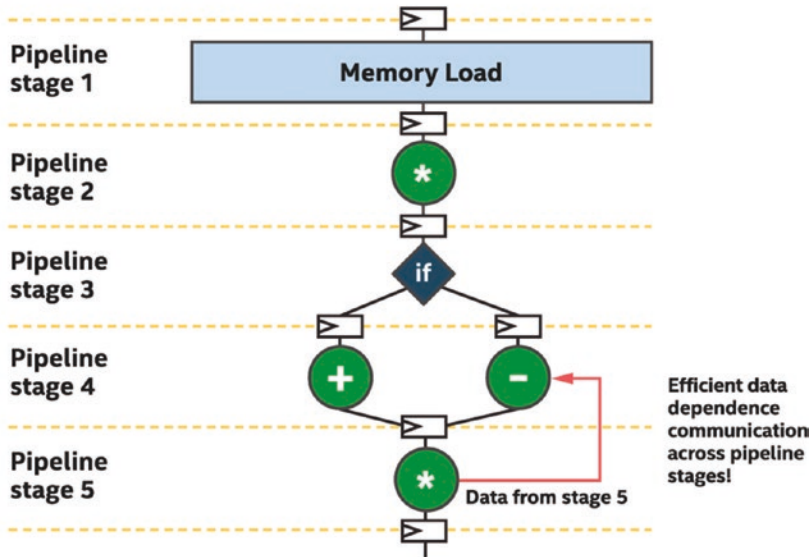 Pipeline
stage 1
Memory Load
Pipeline
stage 2
*
Pipeline
stage 3
if
Pipeline
stage 4
+
-
Efficient data
dependence
communication
across pipeline
stages!
Pipeline
stage 5
*
Data from stage 5